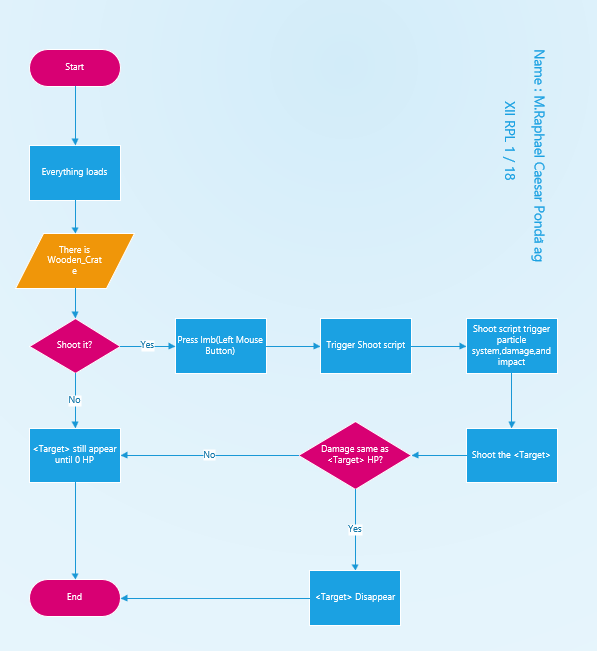 Start
Name : M.Raphael Caesar Pondá ag
XII RPL 1 / 18
Everything loads
There is
Wooden_Crat
e
Shoot it?
Yes
Press lmb(Left Mouse
Button)
Trigger Shoot script
Shoot script trigger
particle
system,damage,and
impact
No
<Target> still appear
until 0 HP
No
Damage same as
<Target> HP?
Shoot the <Target>
Yes
End
<Target> Disappear